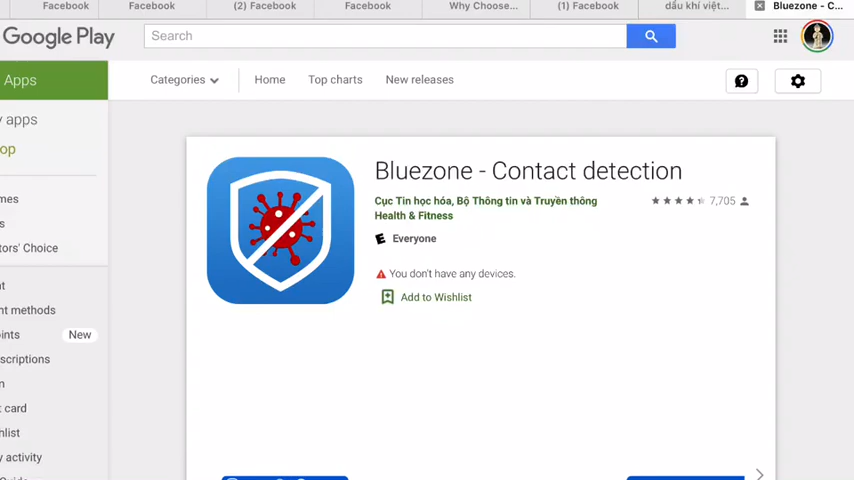 Facebook
Facebook
(2) Facebook
Facebook
Why Choose...
(1) Facebook
dầu khí việt...
Bluezone - C...
Google Play
Search
Apps
Categories
Home
Top charts
New releases
y apps
op
Bluezone - Contact detection
Cục Tin học hóa, Bộ Thông tin và Truyền thông
7,705
Health & Fitness
Everyone
You don't have any devices.
Add to Wishlist
mes
s
tors' Choice
t
nt methods
oints
New
scriptions
n
t card
hlist
y activity